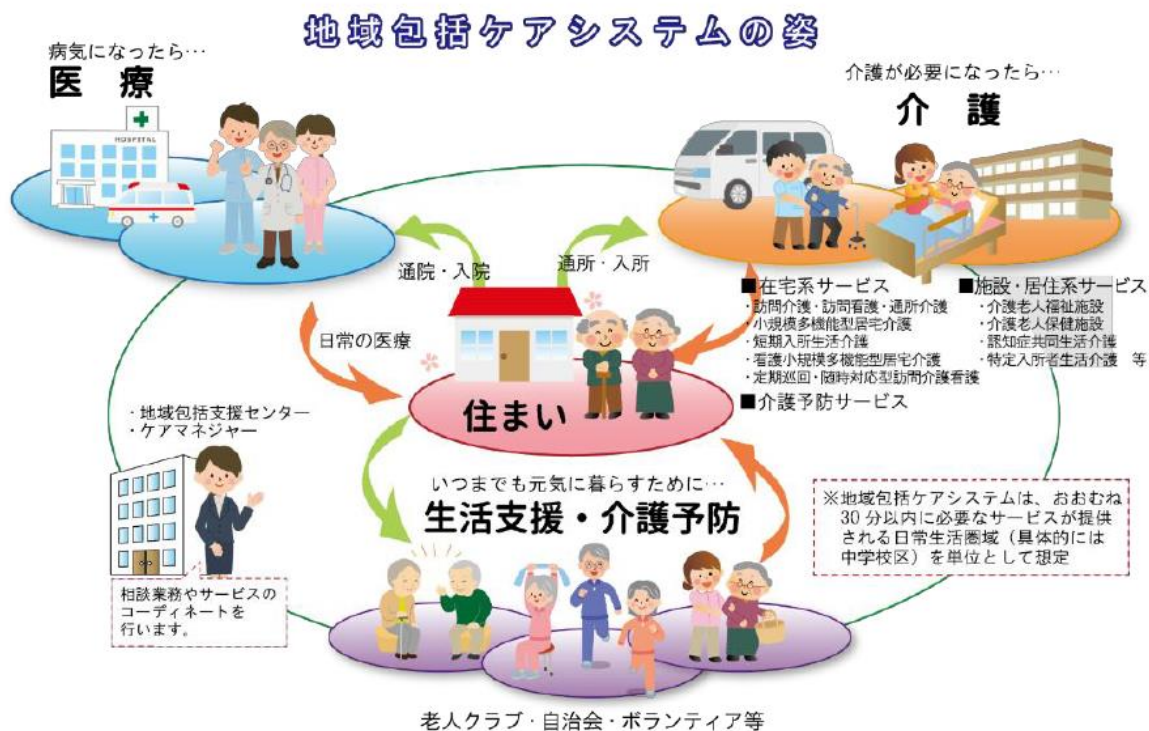 地域包括ケアシステムの姿
病気になったら…
医療
HOSPITAL
介護が必要になったら…
介護
通院・入院
通所・入所
日常の医療
■在宅系サービス
・訪問介護・訪問看護・通所介護
・小規模多機能型居宅介護
・短期入所生活介護
・看護小規模多機能型居宅介護
・定期巡回・随時対応型訪問介護看護
■介護予防サービス
■施設・居住系サービス
・介護老人福祉施設
・介護老人保健施設
・認知症共同生活介護
・特定入所者生活介護 等
住まい
・地域包括支援センター
・ケアマネジャー
相談業務やサービスの
コーディネートを
行います。
いつまでも元気に暮らすために…
生活支援・介護予防
※地域包括ケアシステムは、おおむね
30分以内に必要なサービスが提供
される日常生活圏域（具体的には
中学校区）を単位として想定
老人クラブ・自治会・ボランティア等